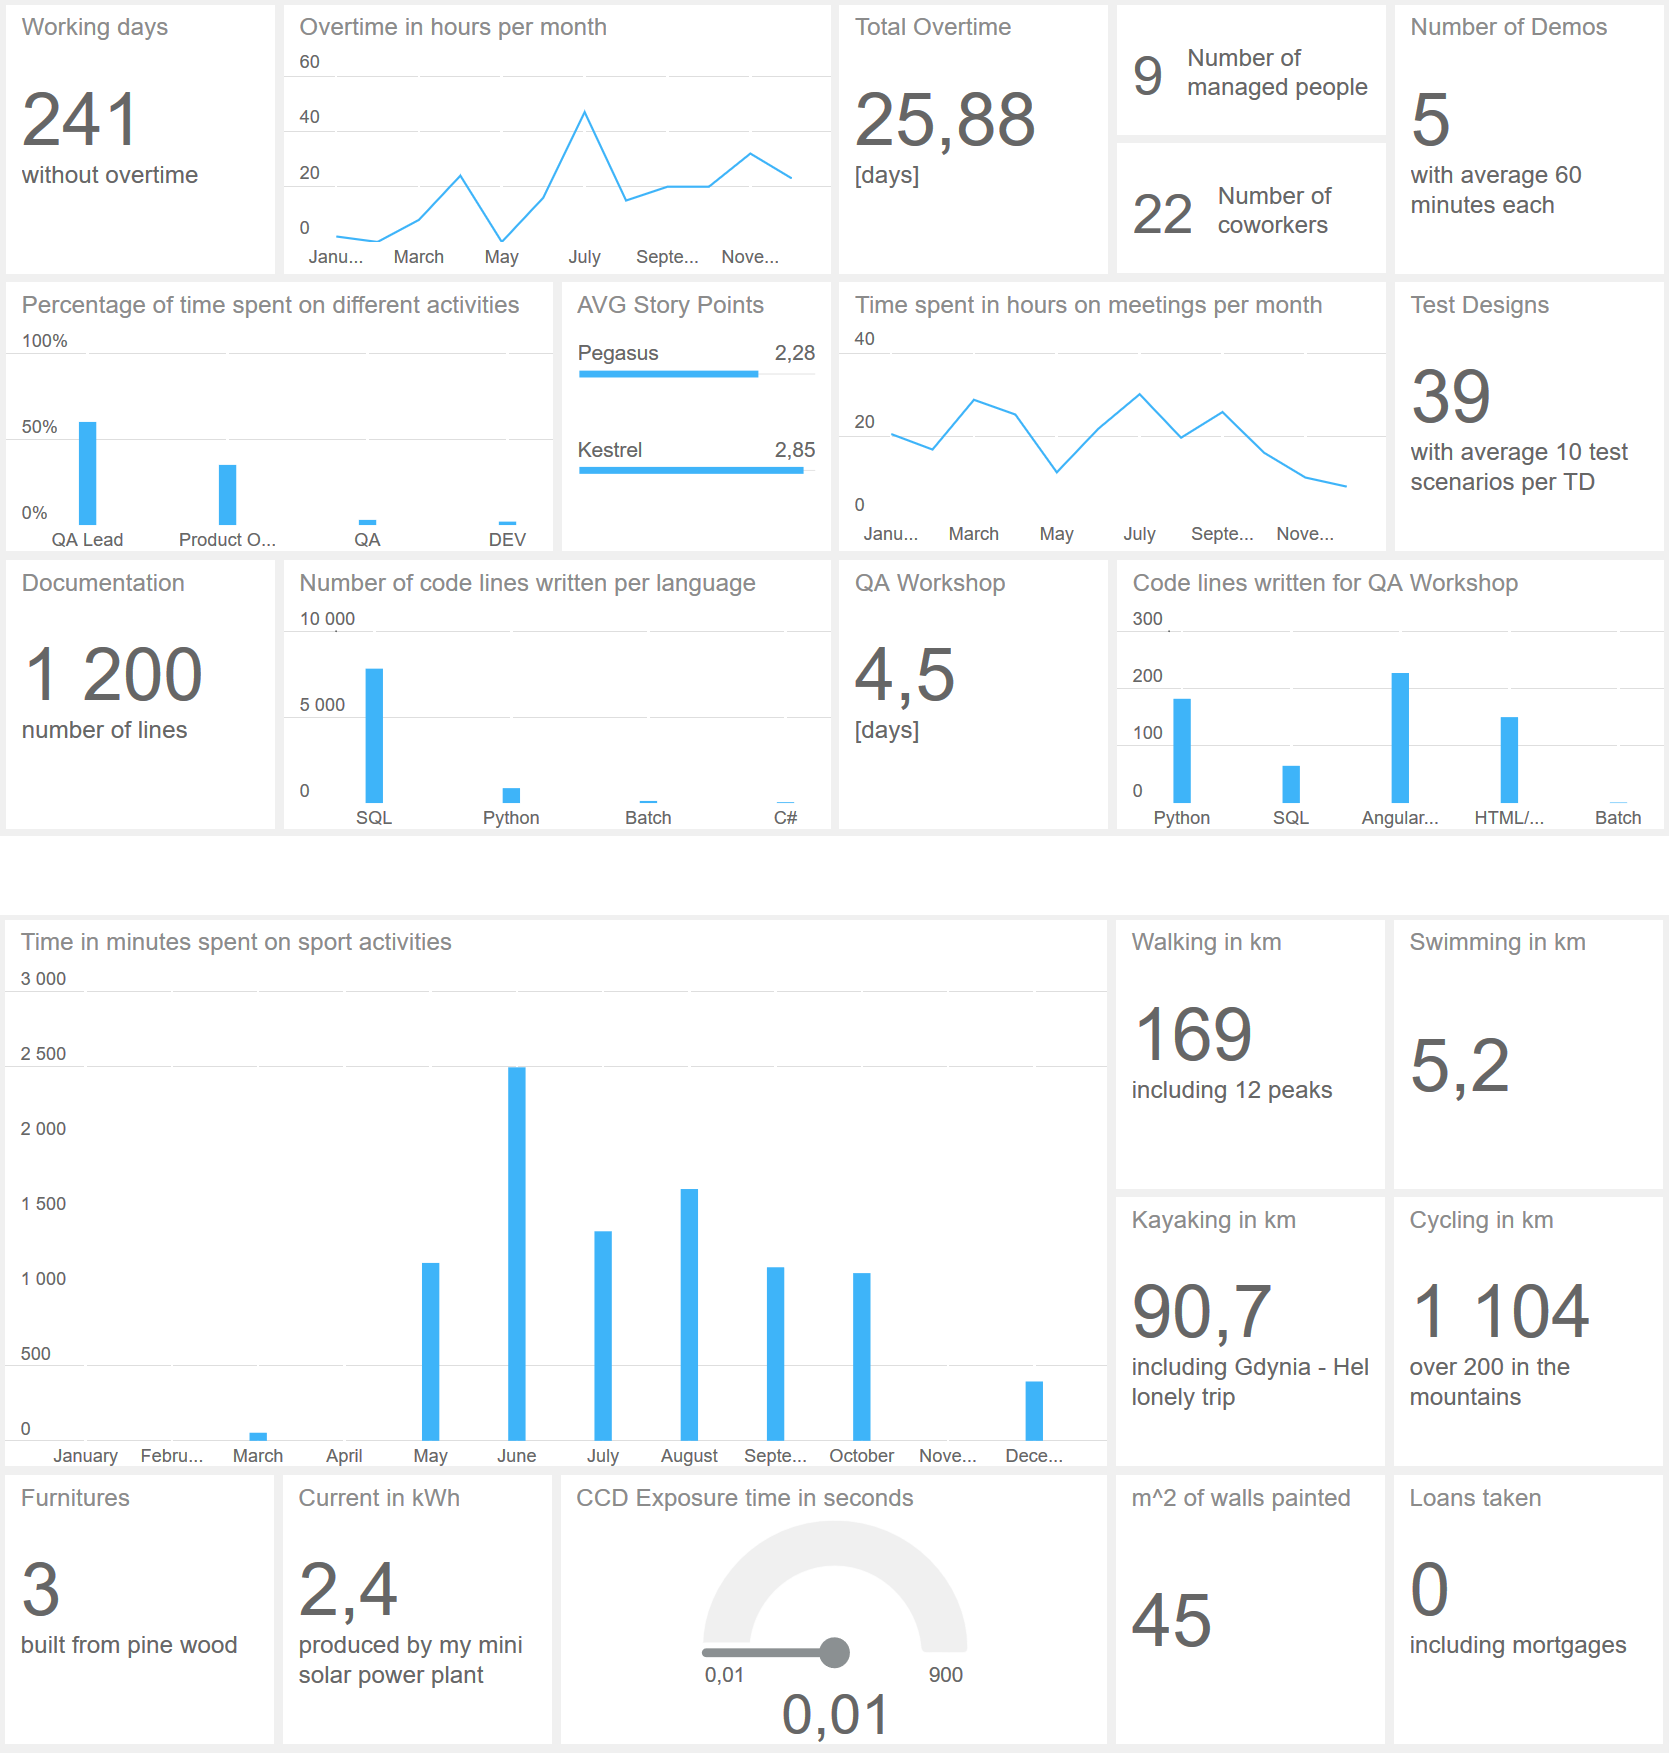 Working days
241
without overtime
Overtime in hours per month
60
40
20
0
Janu...
March
May
July
Septe...
Nove...
Total Overtime
25,88
[days]
9
Number of
managed people
22
Number of
coworkers
Number of Demos
5
with average 60
minutes each
Percentage of time spent on different activities
100%
50%
0%
QA Lead
Product O...
QA
DEV
AVG Story Points
Pegasus 2,28
Kestrel 2,85
Time spent in hours on meetings per month
40
20
0
Janu...
March
May
July
Septe...
Nove...
Test Designs
39
with average 10 test
scenarios per TD
Documentation
1 200
number of lines
Number of code lines written per language
10 000
5 000
0
SQL
Python
Batch
C#
QA Workshop
4,5
[days]
Code lines written for QA Workshop
300
200
100
0
Python
SQL
Angular...
HTML/...
Batch
Time in minutes spent on sport activities
3 000
2 500
2 000
1 500
1 000
500
0
January
Febru...
March
April
May
June
July
August
Septe...
October
Nove...
Dece...
Walking in km
169
including 12 peaks
Swimming in km
5,2
Kayaking in km
90,7
including Gdynia - Hel
lonely trip
Cycling in km
1 104
over 200 in the
mountains
Furnitures
3
built from pine wood
Current in kWh
2,4
produced by my mini
solar power plant
CCD Exposure time in seconds
0,01
900
0,01
m^2 of walls painted
45
Loans taken
0
including mortgages